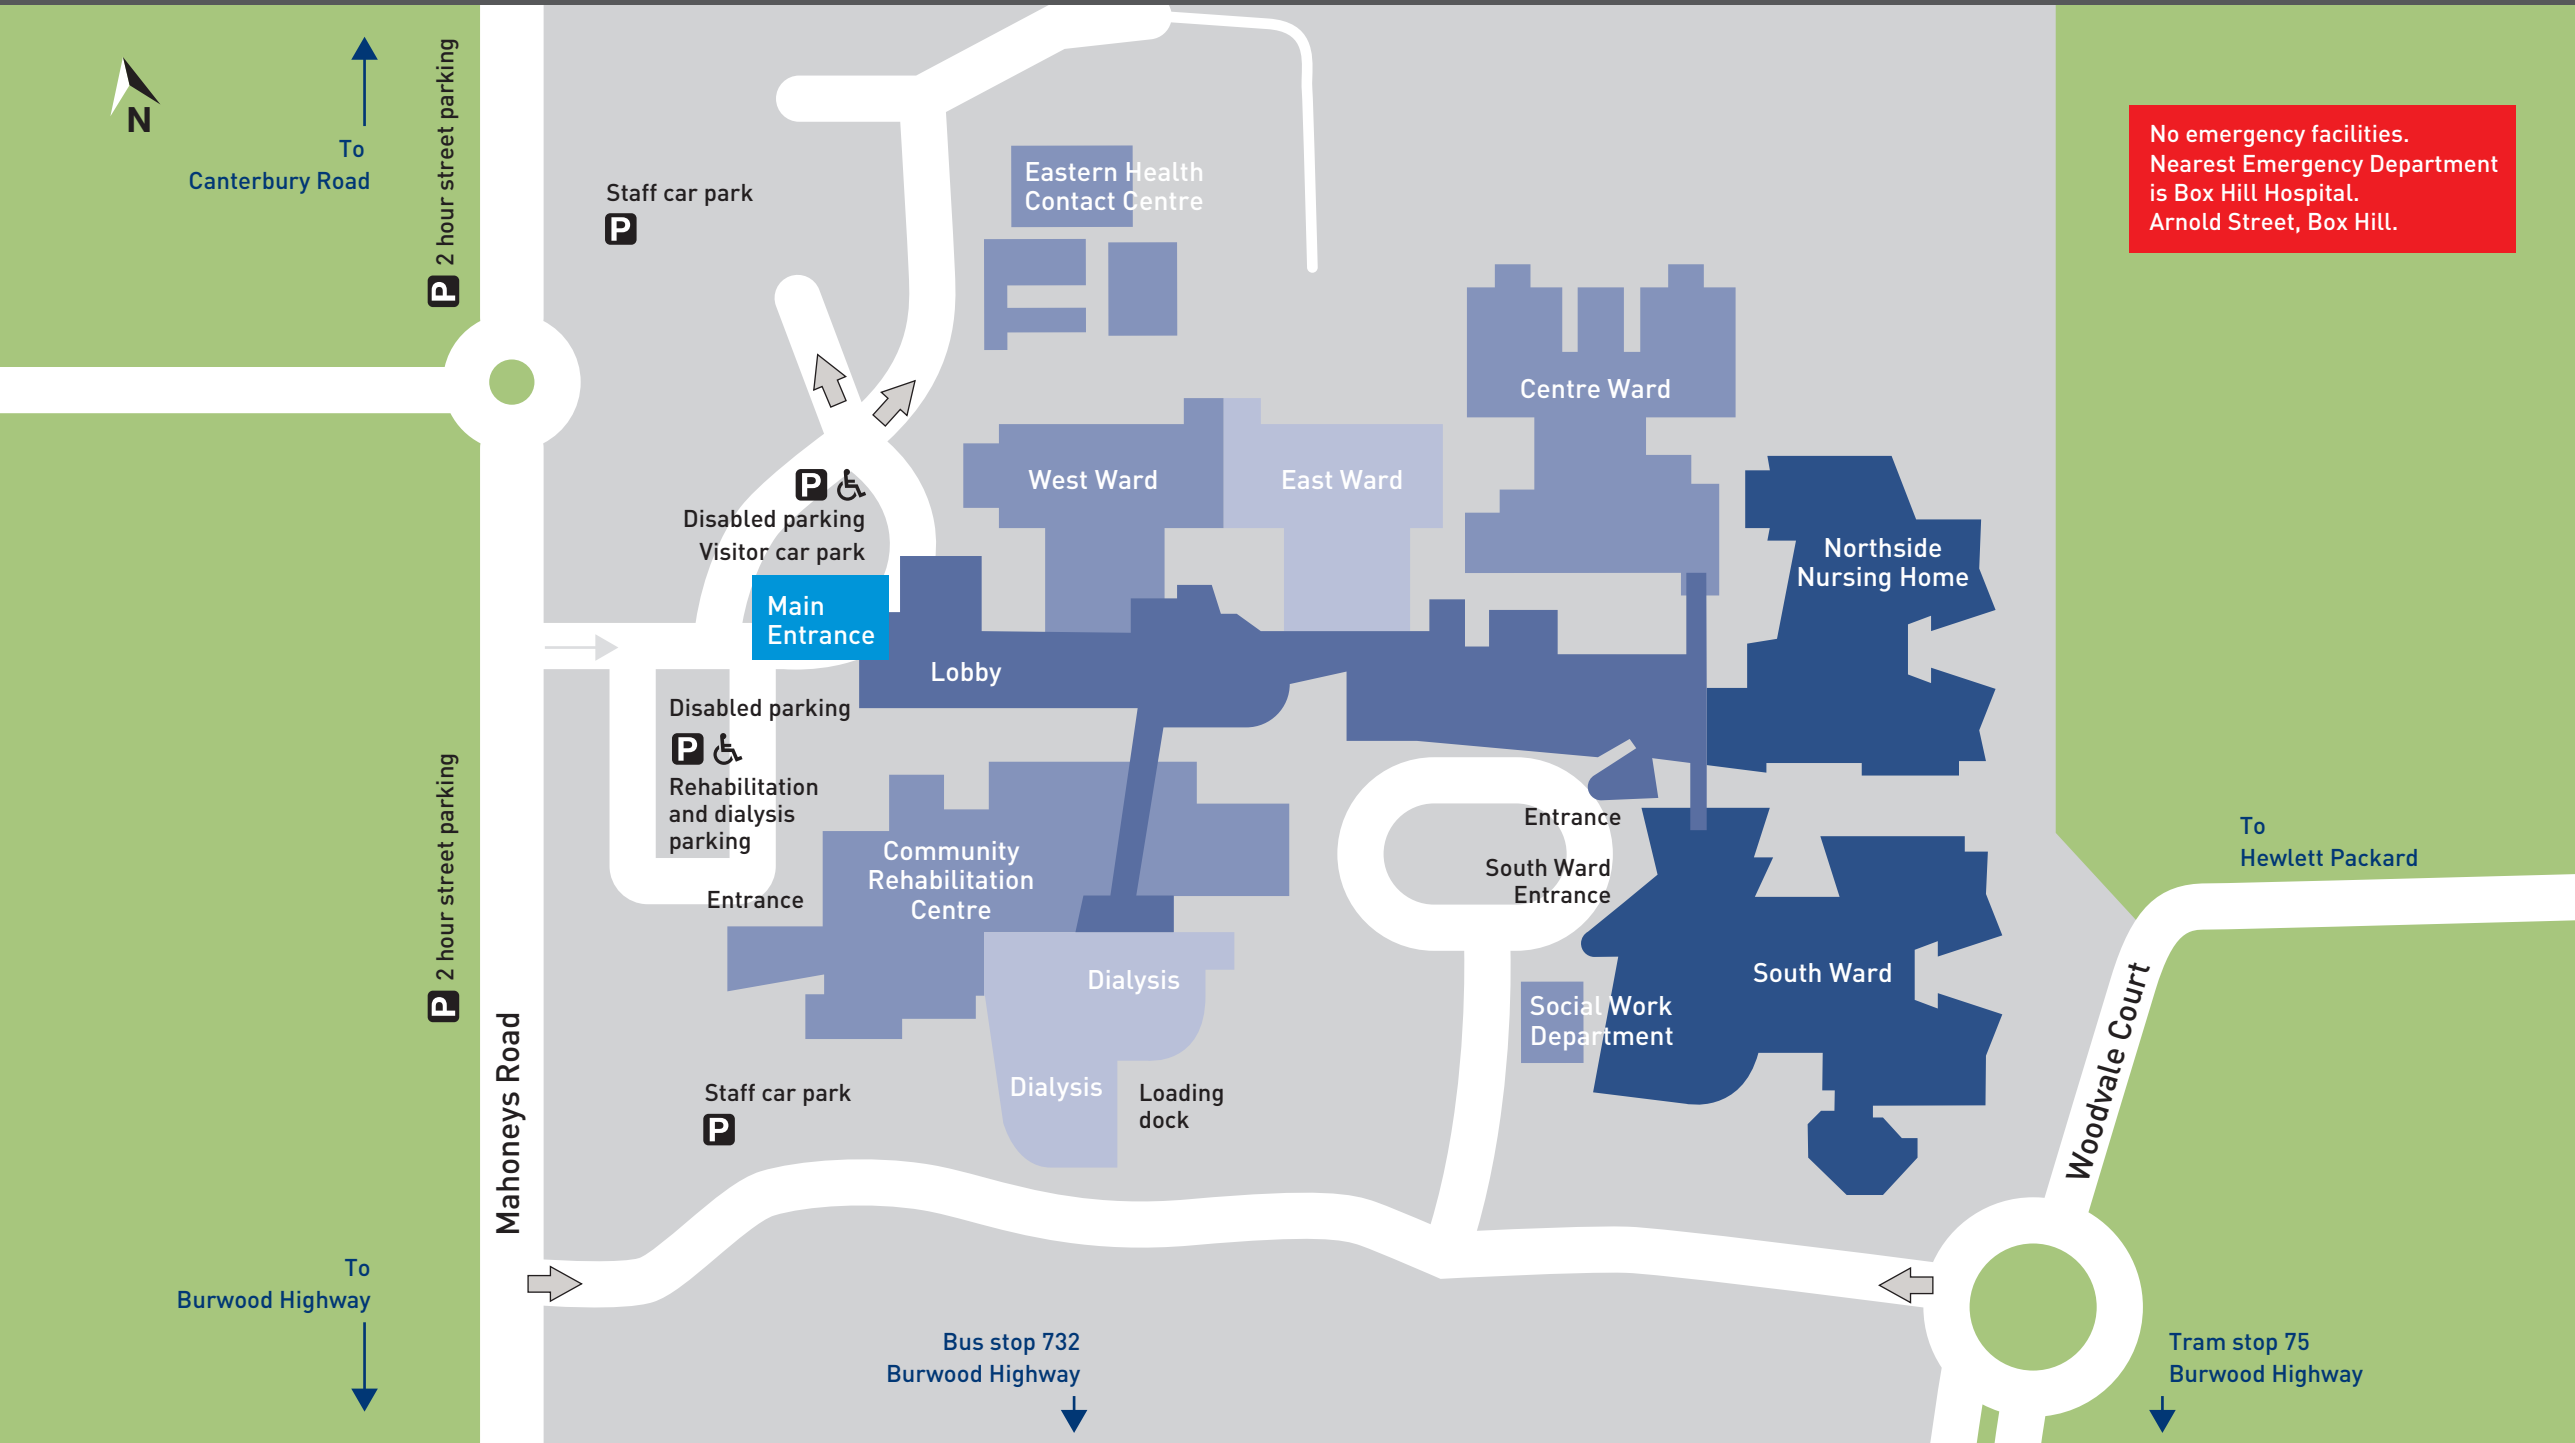 N
To
Canterbury Road
P 2 hour street parking
Staff car park
P
Eastern Health
Contact Centre
No emergency facilities.
Nearest Emergency Department
is Box Hill Hospital.
Arnold Street, Box Hill.
Centre Ward
West Ward
East Ward
P
Disabled parking
Visitor car park
Northside
Nursing Home
Main
Entrance
Lobby
Disabled parking
P
Rehabilitation
and dialysis
parking
Entrance
P 2 hour street parking
Community
Rehabilitation
Centre
Entrance
South Ward
Entrance
To
Hewlett Packard
South Ward
Dialysis
Social Work
Department
Dialysis
Loading
dock
Staff car park
P
Mahoneys Road
Woodvale Court
To
Burwood Highway
Bus stop 732
Burwood Highway
Tram stop 75
Burwood Highway